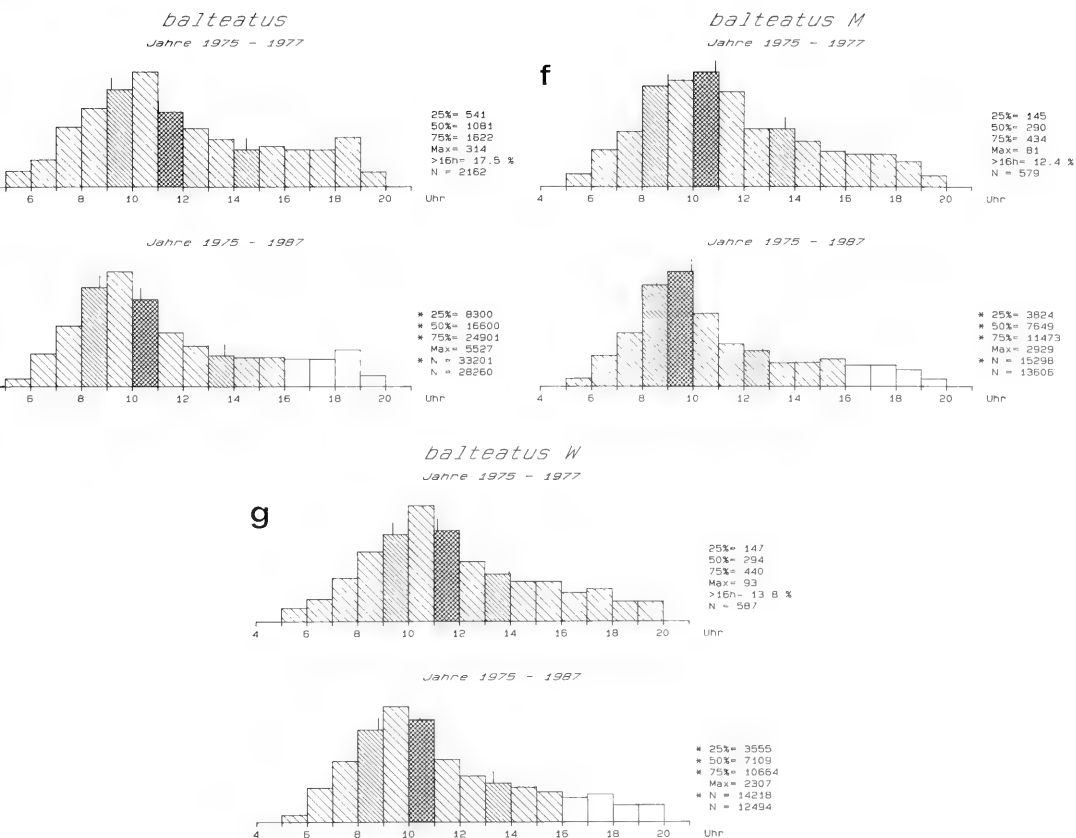 balteatus
Jahre 1975 - 1977
25%= 541
50%= 1081
75%= 1622
Max= 314
>16h= 17.5 %
N = 2162
6 8 10 12 14 16 18 20 Uhr
Jahre 1975 - 1987
* 25%= 8300
* 50%= 16600
* 75%= 24901
Max= 5527
* N = 33201
N = 28260
6 8 10 12 14 16 18 20 Uhr
f
balteatus M
Jahre 1975 - 1977
25%= 145
50%= 290
75%= 434
Max= 81
>16h= 12.4 %
N = 579
4 6 8 10 12 14 16 18 20 Uhr
Jahre 1975 - 1987
* 25%= 3824
* 50%= 7649
* 75%= 11473
Max= 2929
* N = 15298
N = 13606
4 6 8 10 12 14 16 18 20 Uhr
g
balteatus W
Jahre 1975 - 1977
25%= 147
50%= 294
75%= 440
Max= 93
>16h- 13 8 %
N = 587
4 6 8 10 12 14 16 18 20 Uhr
Jahre 1975 - 1987
* 25%= 3555
* 50%= 7109
* 75%= 10664
Max= 2307
* N = 14218
N = 12494
4 6 8 10 12 14 16 18 20 Uhr